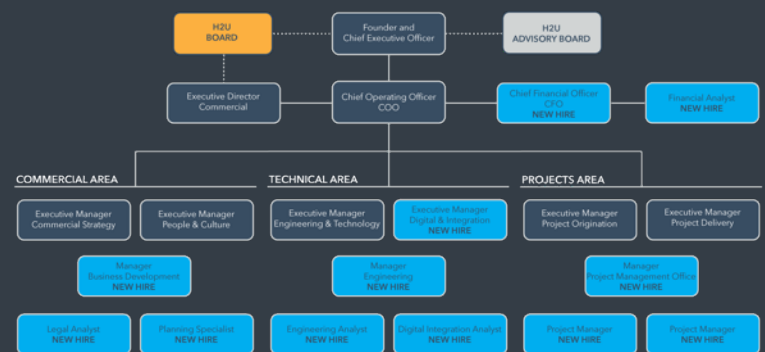 H2U
BOARD
Founder and
Chief Executive Officer
H2U
ADVISORY BOARD
Executive Director
Commercial
Chief Operating Officer
COO
Chief Financial Officer
CFO
NEW HIRE
Financial Analyst
NEW HIRE
COMMERCIAL AREA
TECHNICAL AREA
PROJECTS AREA
Executive Manager
Commercial Strategy
Executive Manager
People & Culture
Executive Manager
Engineering & Technology
Executive Manager
Digital & integration
NEW HIRE
Executive Manager
Project Origination
Executive Manager
Project Delivery
Manager
Business Development
NEW HIRE
Manager
Engineering
NEW HIRE
Manager
Project Management Office
NEW HIRE
Legal Analyst
NEW HIRE
Planning Specialist
NEW HIRE
Engineering Analyst
NEW HIRE
Digital Integration Analyst
NEW HIRE
Project Manager
NEW HIRE
Project Manager
NEW HIRE